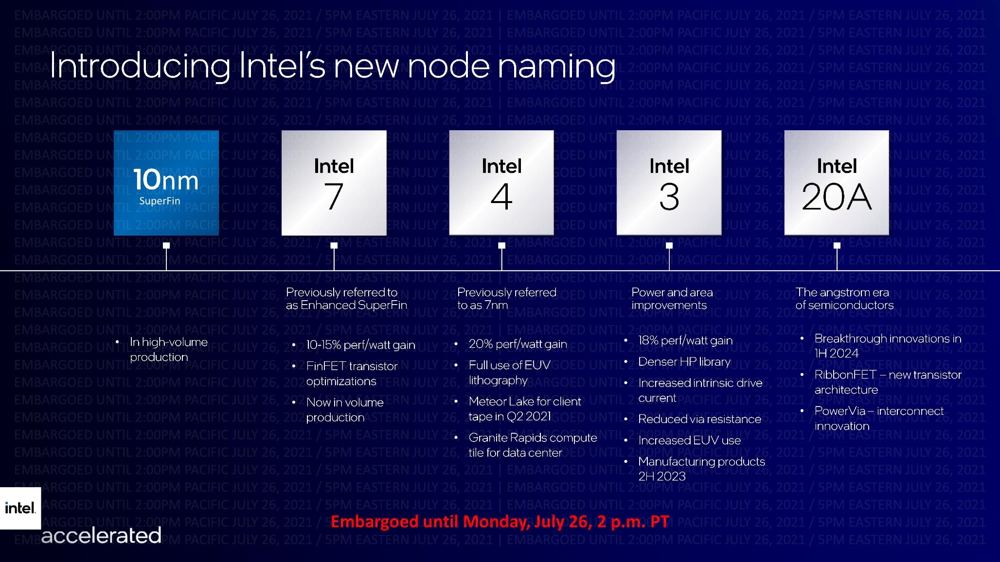 EMBARGOED UNTIL 2:00PM PACIFIC JULY 26, 2021 / 5PM EASTERN JULY 26, 2021 | EMBARGOED UNTIL 2:00PM PACIFIC JULY 26, 2021 / 5PM EASTERN JULY 26, 2021
Introducing Intel's new node naming
10nm
SuperFin
In high-volume
production
Intel
7
Previously referred to
as Enhanced SuperFin
• 10-15% perf/watt gain
• FinFET transistor
optimizations
• Now in volume
production
Intel
4
Previously referred
to as 7nm
• 20% perf/watt gain
• Full use of EUV
lithography
• Meteor Lake for client
tape in Q2 2021
• Granite Rapids compute
tile for data center
Intel
3
Power and area
improvements
• 18% perf/watt gain
• Denser HP library
• Increased intrinsic drive
current
• Reduced via resistance
• Increased EUV use
• Manufacturing products
2H 2023
Intel
20A
The angstrom era
of semiconductors
• Breakthrough innovations in
1H 2024
• RibbonFET – new transistor
architecture
• PowerVia – interconnect
innovation
intel.
accelerated
Embargoed until Monday, July 26, 2 p.m. PT